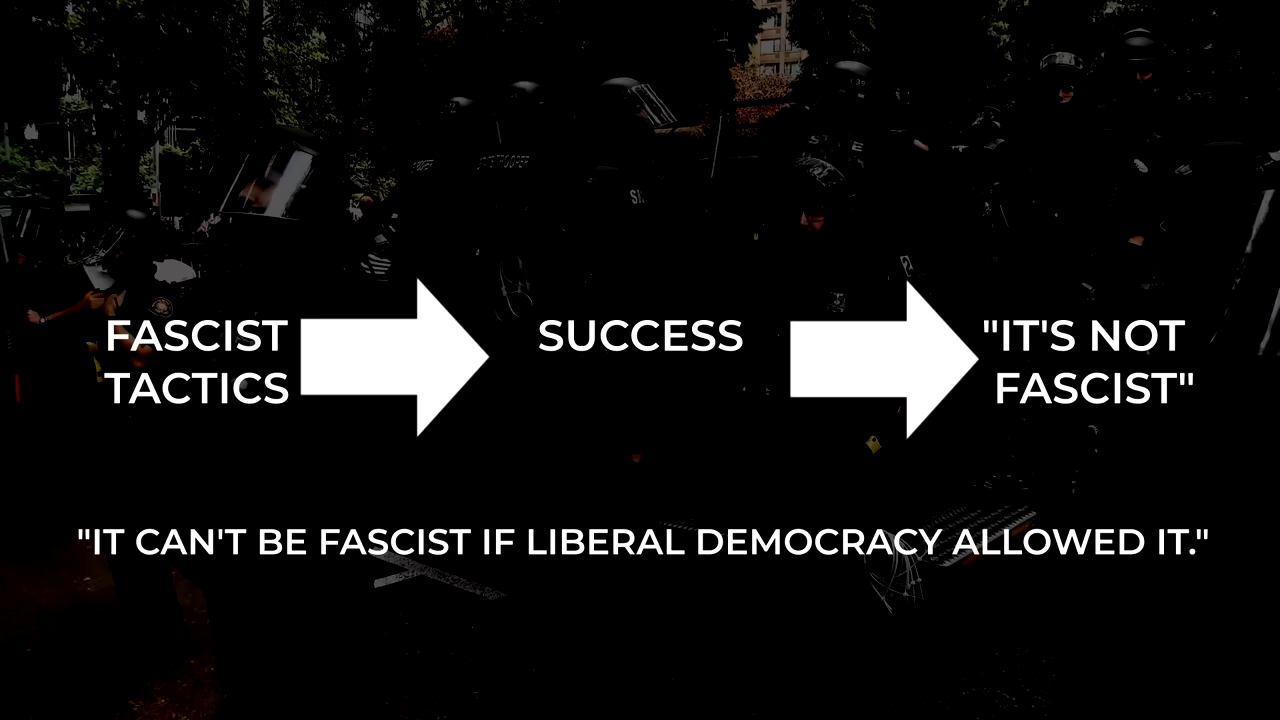 FASCIST
TACTICS
SUCCESS
"IT'S NOT
FASCIST"
"IT CAN'T BE FASCIST IF LIBERAL DEMOCRACY ALLOWED IT."